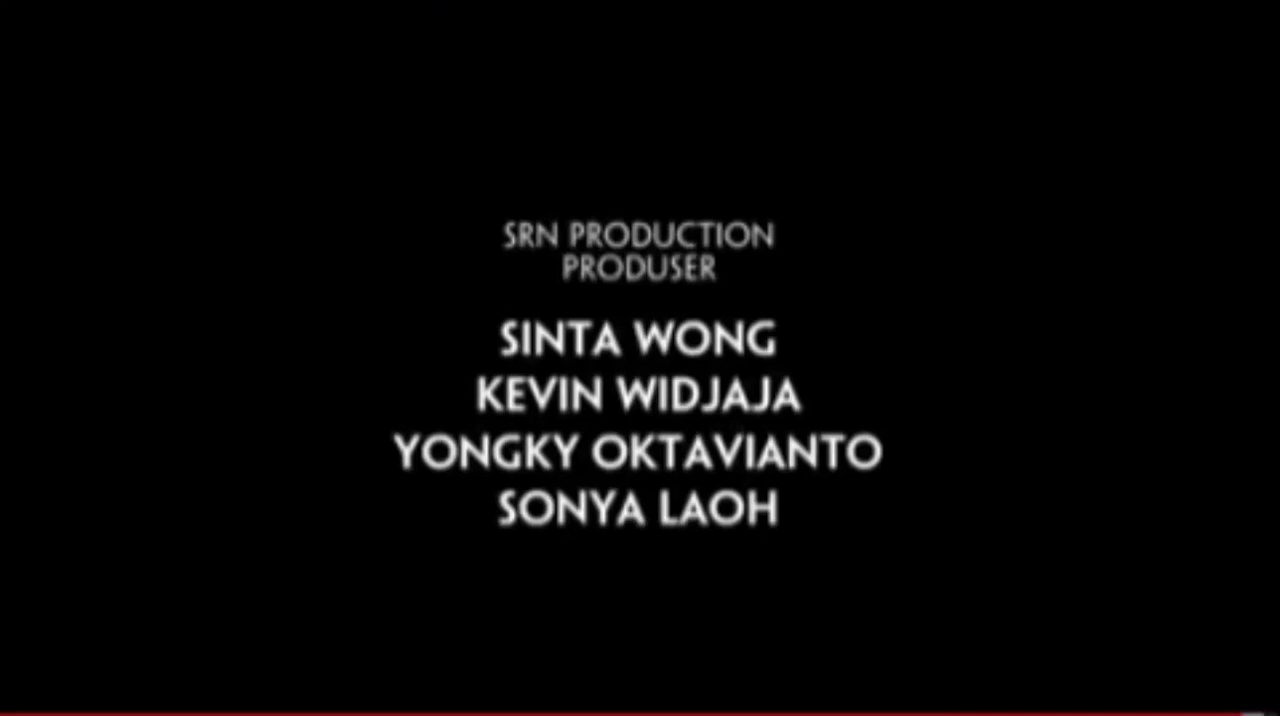 SRN PRODUCTION
PRODUSER
SINTA WONG
KEVIN WIDJAJA
YONGKY OKTAVIANTO
SONYA LAOH